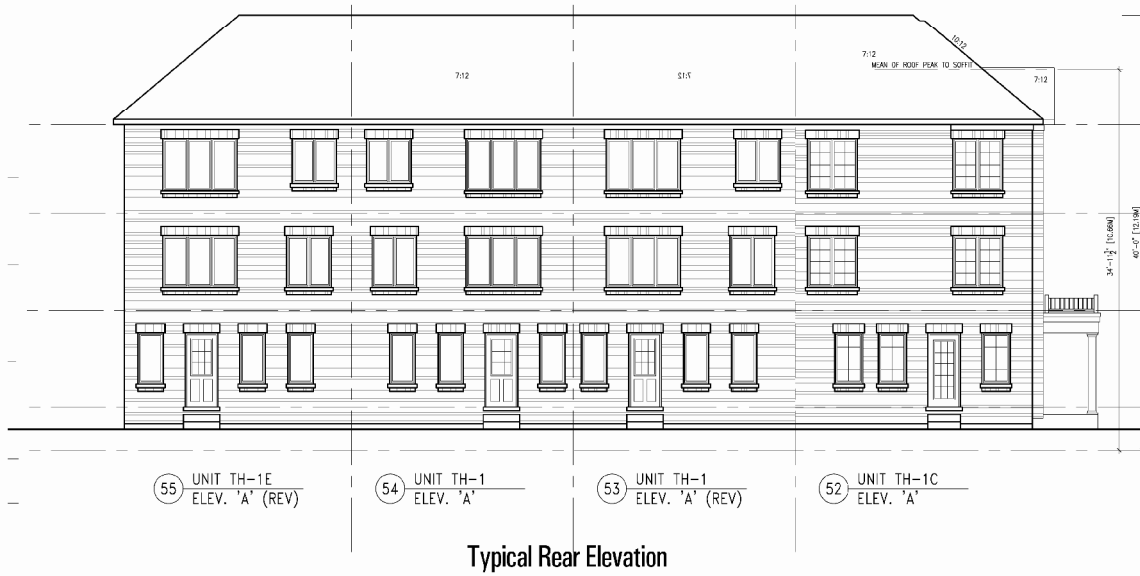 10:12
7:12
MEAN OF ROOF PEAK TO SOFFIT
7:12
7:12
7:12
34'-11½" [10.66M]
40'-0" [12.19M]
55 UNIT TH-1E
ELEV. 'A' (REV)
54 UNIT TH-1
ELEV. 'A'
53 UNIT TH-1
ELEV. 'A' (REV)
52 UNIT TH-1C
ELEV. 'A'
Typical Rear Elevation